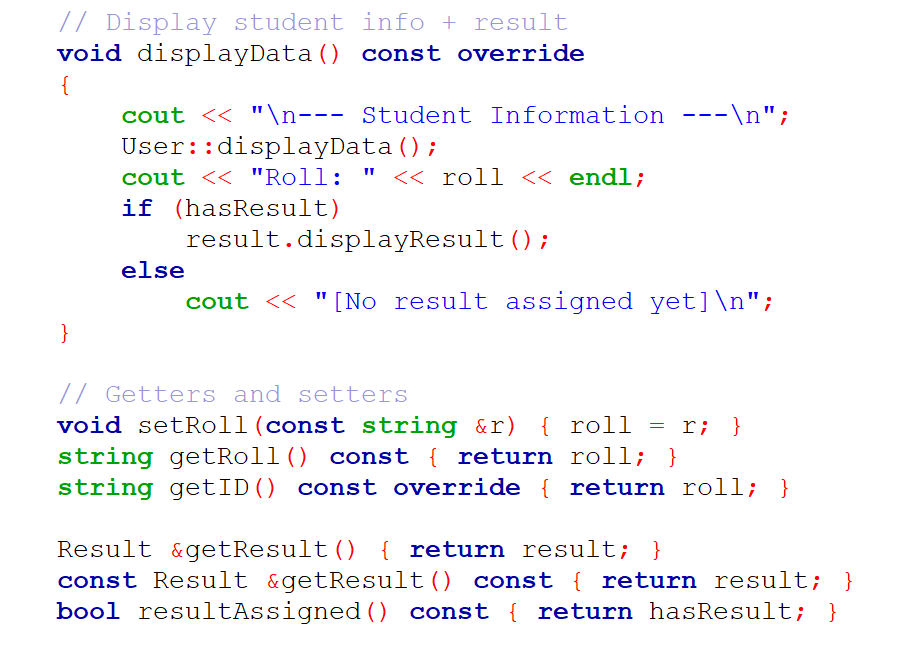 // Display student info + result
void displayData() const override
{
    cout << "\n--- Student Information ---\n";
    User::displayData();
    cout << "Roll: " << roll << endl;
    if (hasResult)
        result.displayResult();
    else
        cout << "[No result assigned yet]\n";
}

// Getters and setters
void setRoll(const string &r) { roll = r; }
string getRoll() const { return roll; }
string getID() const override { return roll; }

Result &getResult() { return result; }
const Result &getResult() const { return result; }
bool resultAssigned() const { return hasResult; }